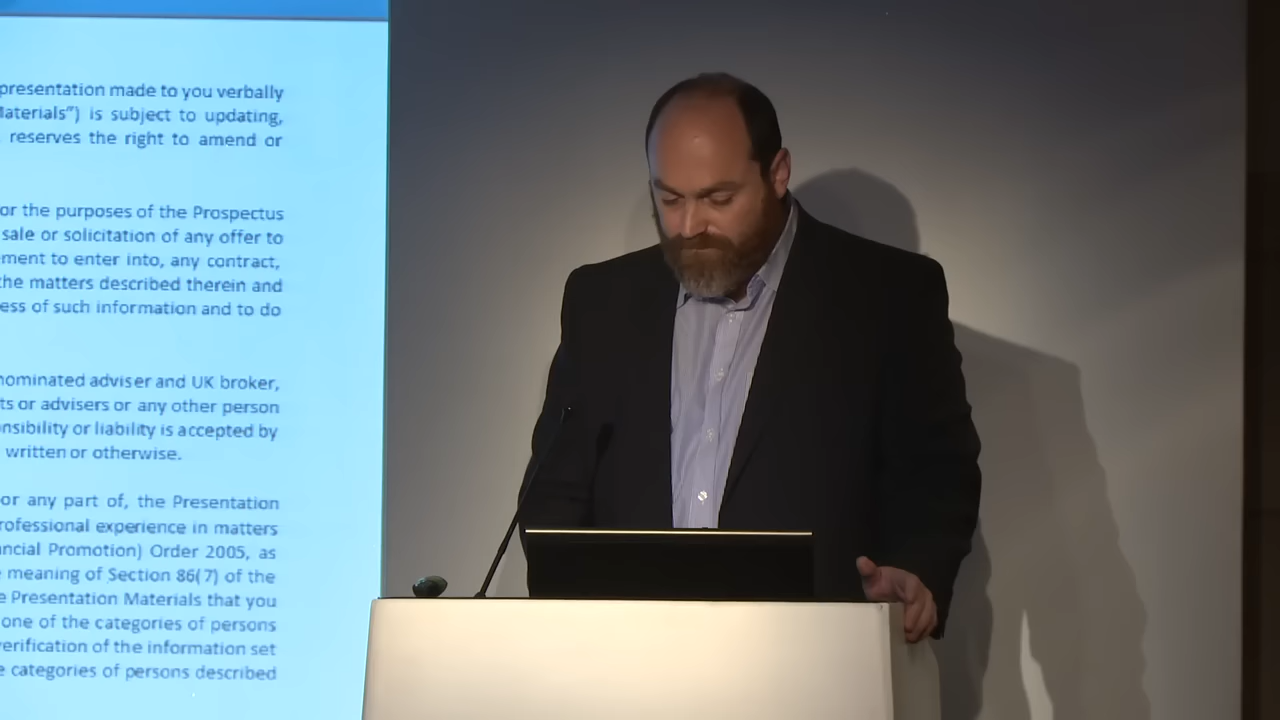 presentation made to you verbally
Materials”) is subject to updating,
reserves the right to amend or
or the purposes of the Prospectus
sale or solicitation of any offer to
ement to enter into, any contract,
the matters described therein and
ess of such information and to do
nominated adviser and UK broker,
ts or advisers or any other person
nsibility or liability is accepted by
written or otherwise.
or any part of, the Presentation
rofessional experience in matters
ancial Promotion) Order 2005, as
meaning of Section 86(7) of the
e Presentation Materials that you
one of the categories of persons
verification of the information set
e categories of persons described